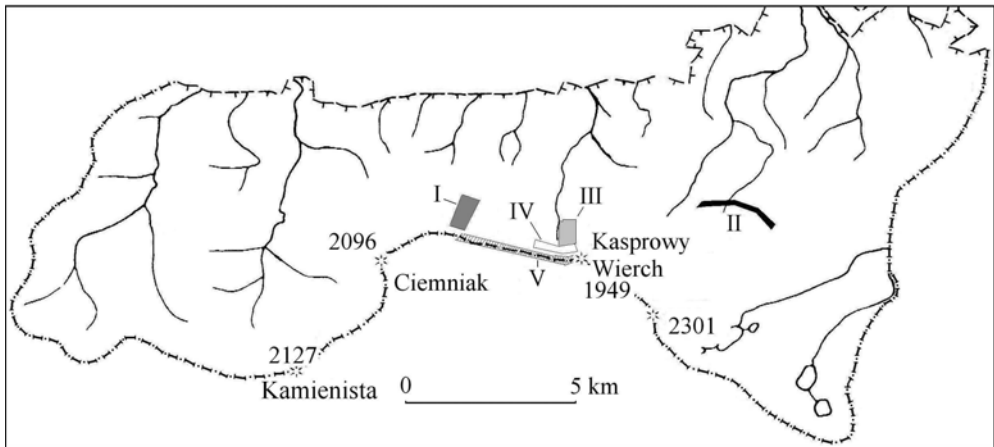 I
IV
III
II
2096
Kasprowy
Wierch
Ciemniak
V
1949
2301
2127
Kamienista
0
5 km